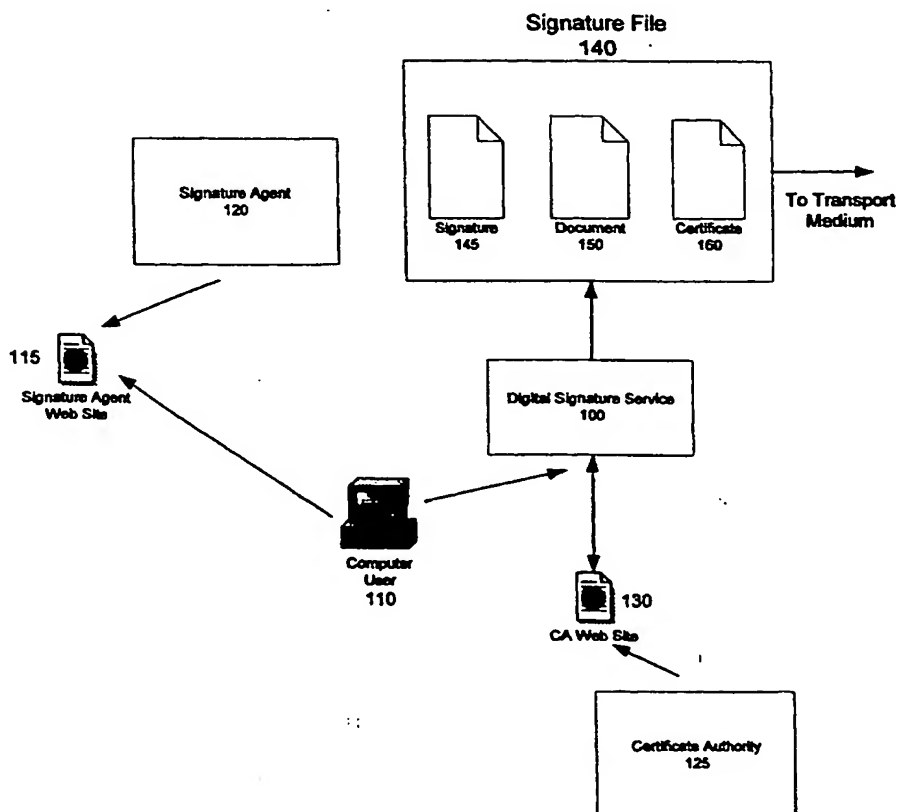 Signature File
140
Signature Agent
120
Signature
145
Document
150
Certificate
160
To Transport
Medium
115
Signature Agent
Web Site
Digital Signature Service
100
Computer
User
110
130
CA Web Site
Certificate Authority
125